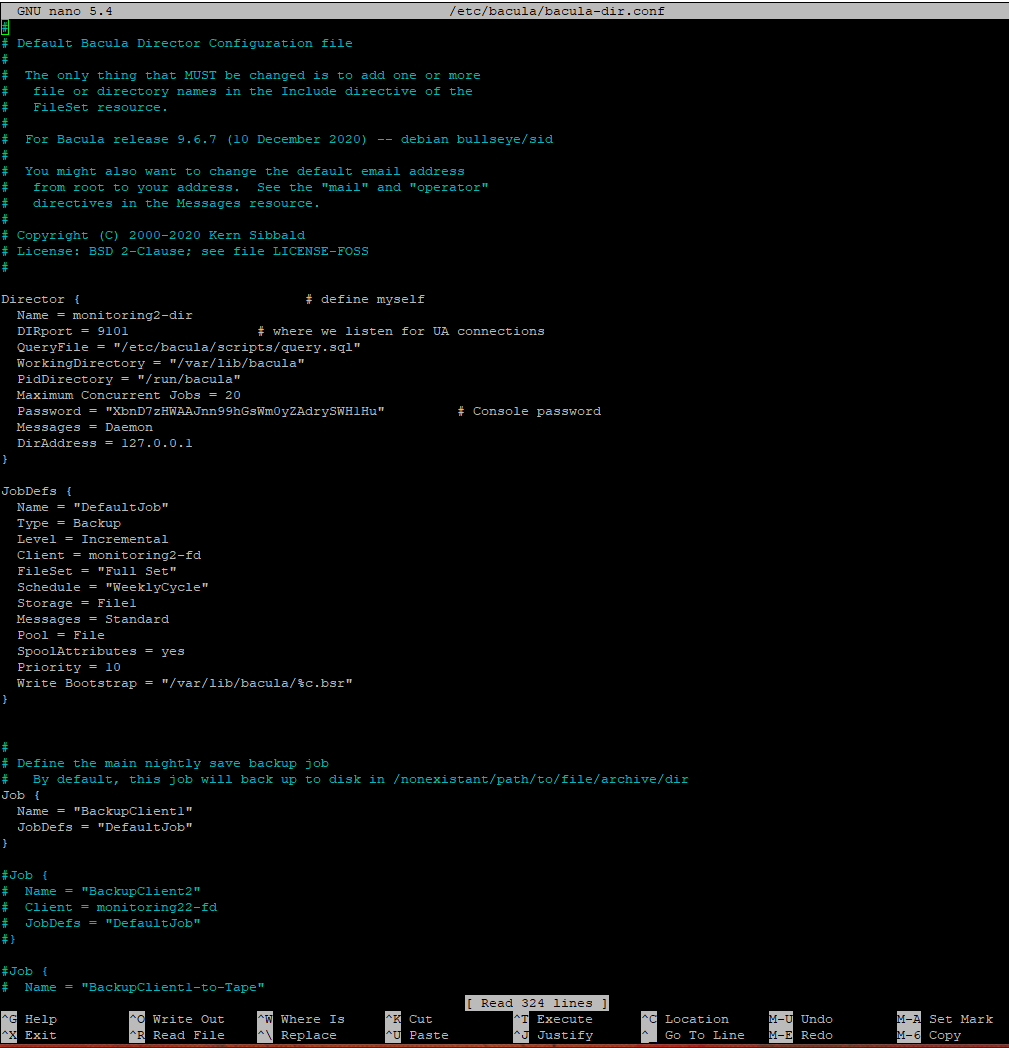 GNU nano 5.4 /etc/bacula/bacula-dir.conf
#
# Default Bacula Director Configuration file
#
#  The only thing that MUST be changed is to add one or more
#   file or directory names in the Include directive of the
#   FileSet resource.
#
#  For Bacula release 9.6.7 (10 December 2020) -- debian bullseye/sid
#
#  You might also want to change the default email address
#   from root to your address.  See the "mail" and "operator"
#   directives in the Messages resource.
#
# Copyright (C) 2000-2020 Kern Sibbald
# License: BSD 2-Clause; see file LICENSE-FOSS
#
Director {                            # define myself
  Name = monitoring2-dir
  DIRport = 9101                # where we listen for UA connections
  QueryFile = "/etc/bacula/scripts/query.sql"
  WorkingDirectory = "/var/lib/bacula"
  PidDirectory = "/run/bacula"
  Maximum Concurrent Jobs = 20
  Password = "XbnD7zHWAAJnn99hGsWm0yZAdrySWH1Hu"         # Console password
  Messages = Daemon
  DirAddress = 127.0.0.1
}
JobDefs {
  Name = "DefaultJob"
  Type = Backup
  Level = Incremental
  Client = monitoring2-fd
  FileSet = "Full Set"
  Schedule = "WeeklyCycle"
  Storage = File1
  Messages = Standard
  Pool = File
  SpoolAttributes = yes
  Priority = 10
  Write Bootstrap = "/var/lib/bacula/%c.bsr"
}
#
# Define the main nightly save backup job
#   By default, this job will back up to disk in /nonexistant/path/to/file/archive/dir
Job {
  Name = "BackupClient1"
  JobDefs = "DefaultJob"
}
#Job {
#  Name = "BackupClient2"
#  Client = monitoring22-fd
#  JobDefs = "DefaultJob"
#}
#Job {
#  Name = "BackupClient1-to-Tape"
[ Read 324 lines ]
^G Help ^O Write Out ^W Where Is ^K Cut ^T Execute ^C Location M-U Undo M-A Set Mark
^X Exit ^R Read File ^\ Replace ^U Paste ^J Justify ^_ Go To Line M-E Redo M-6 Copy